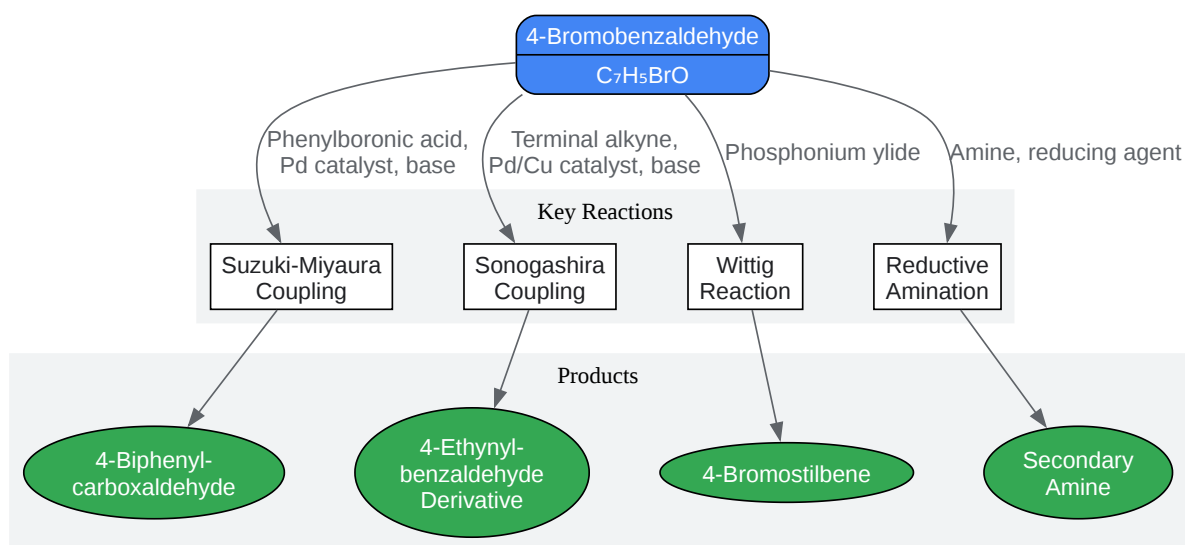 4-Bromobenzaldehyde
C₇H₅BrO
Phenylboronic acid,
Pd catalyst, base
Terminal alkyne,
Pd/Cu catalyst, base
Phosphonium ylide
Amine, reducing agent
Key Reactions
Suzuki-Miyaura
Coupling
Sonogashira
Coupling
Wittig
Reaction
Reductive
Amination
Products
4-Biphenyl-
carboxaldehyde
4-Ethynyl-
benzaldehyde
Derivative
4-Bromostilbene
Secondary
Amine